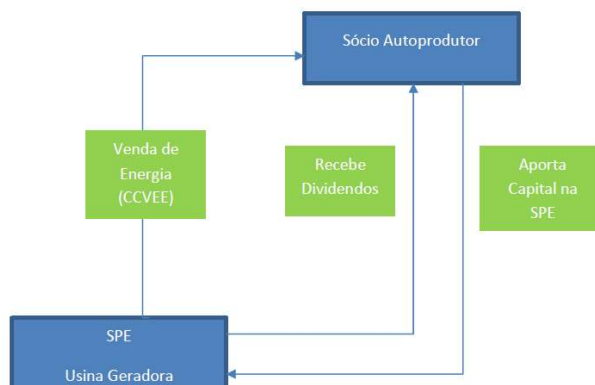 Sócio Autoprodutor
Venda de
Energia
(CCVEE)
Recebe
Dividendos
Aporta
Capital na
SPE
SPE
Usina Geradora